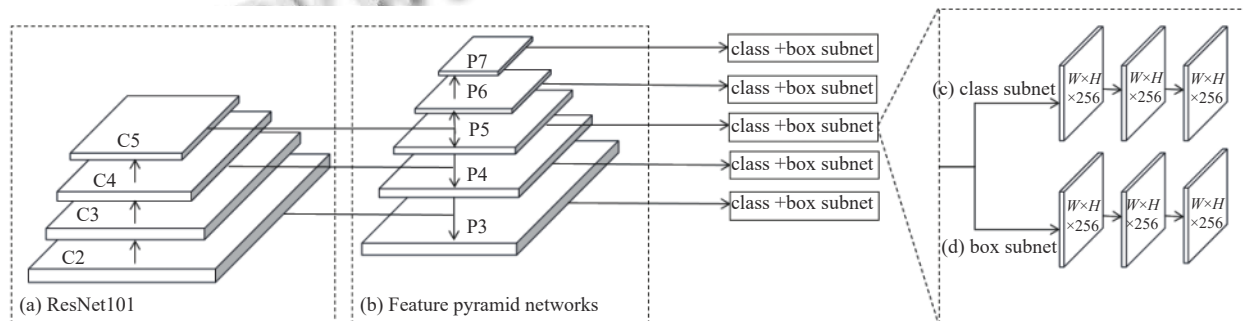 C5
C4
C3
C2
(a) ResNet101
P7
P6
P5
P4
P3
(b) Feature pyramid networks
class +box subnet
class +box subnet
class +box subnet
class +box subnet
class +box subnet
(c) class subnet
W×H
×256
W×H
×256
W×H
×256
(d) box subnet
W×H
×256
W×H
×256
W×H
×256